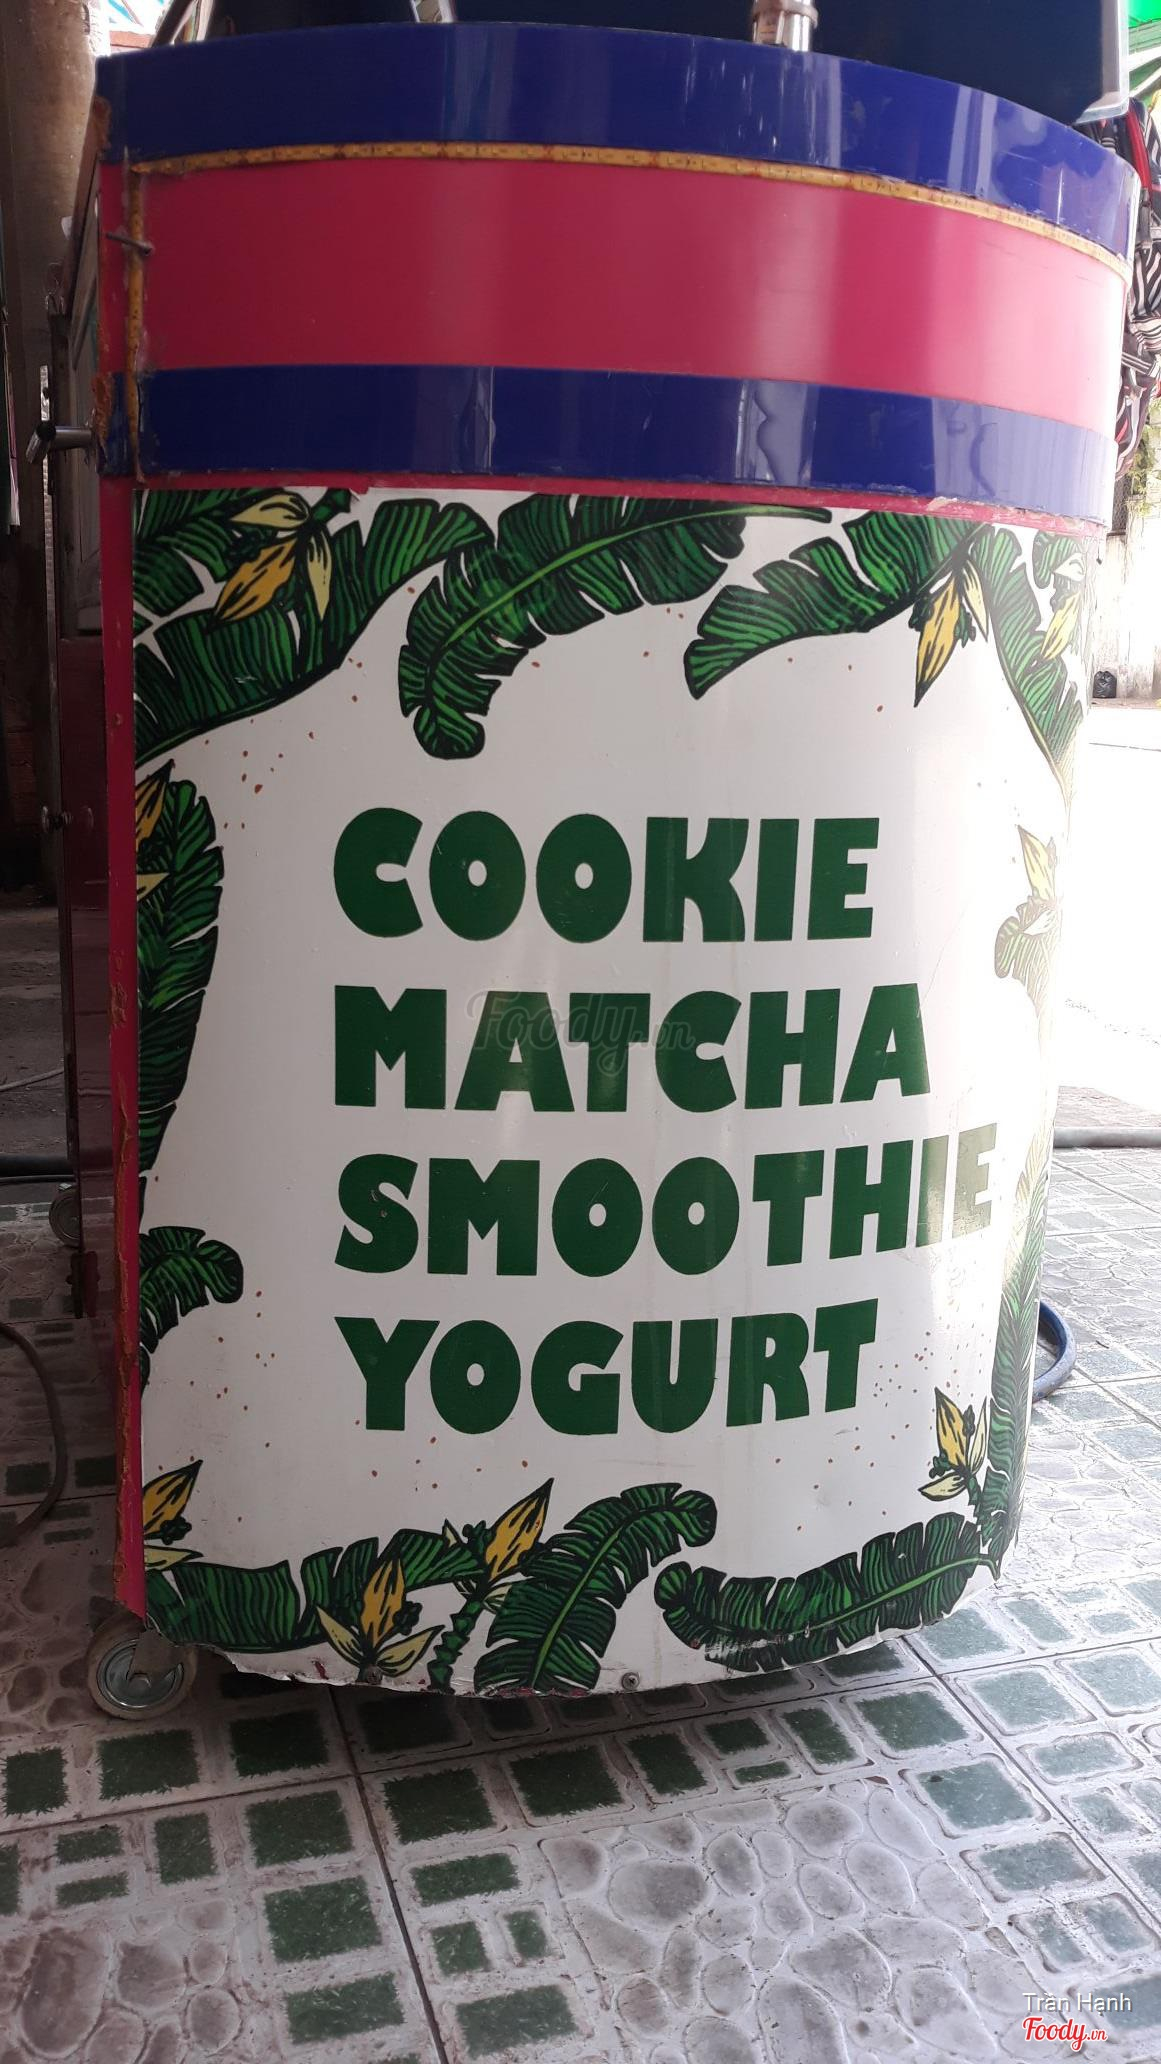 COOKIE
MATCHA
Foody.vn
SMOOTHIE
YOGURT
Trần Hạnh
Foody.vn